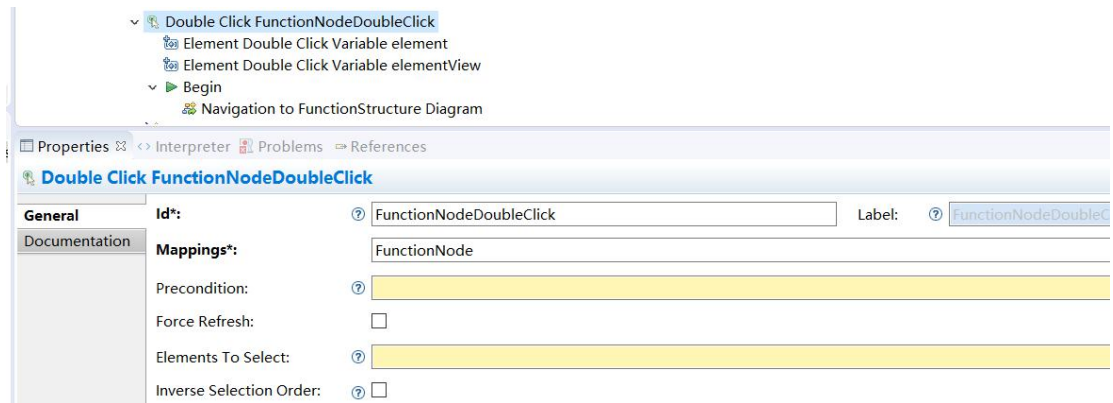 Double Click FunctionNodeDoubleClick
Element Double Click Variable element
Element Double Click Variable elementView
Begin
Navigation to FunctionStructure Diagram
Properties Interpreter Problems References
Double Click FunctionNodeDoubleClick
General Id*: FunctionNodeDoubleClick Label: FunctionNodeDoubleC
Documentation
Mappings*: FunctionNode
Precondition:
Force Refresh:
Elements To Select:
Inverse Selection Order: